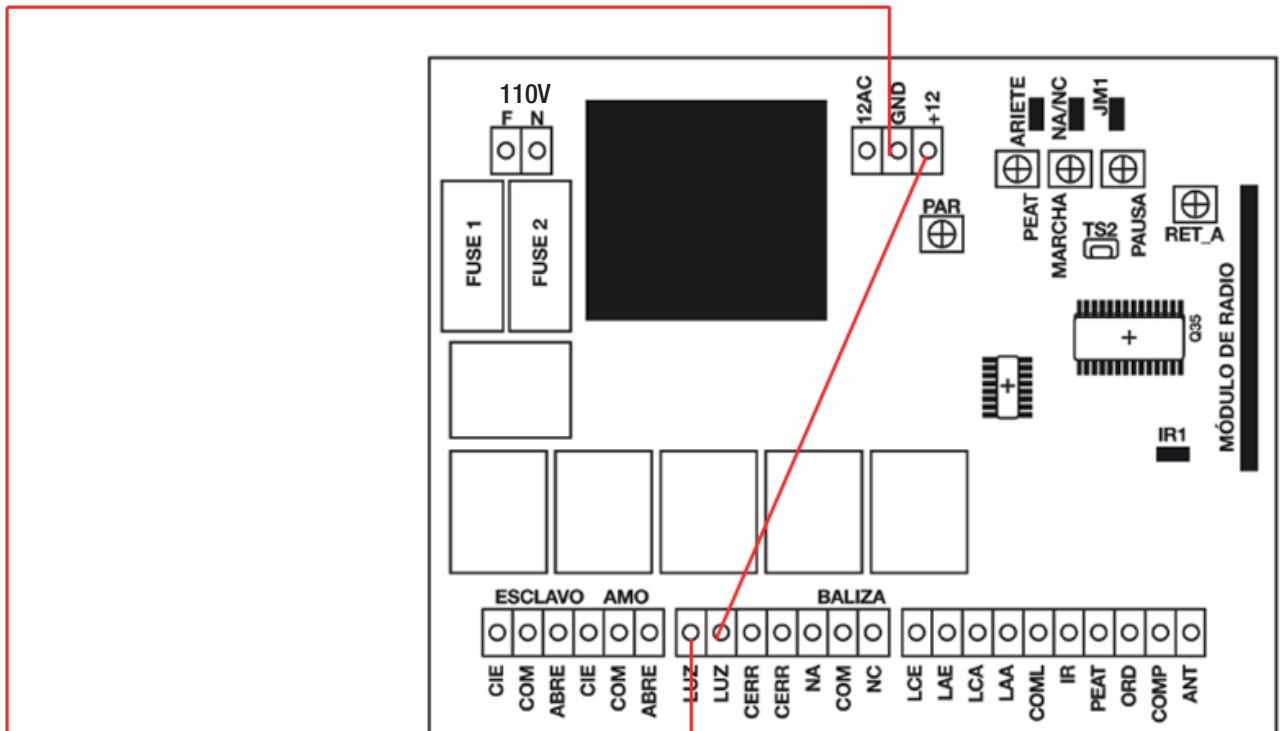 110V
F N
12AC
GND
+12
ARIETE
NA/NC
JM1
FUSE 1
FUSE 2
PAR
PEAT
MARCHA
TS2
PAUSA
RET_A
Q35
MÓDULO DE RADIO
IR1
ESCLAVO AMO BALIZA
CIE
COM
ABRE
CIE
COM
ABRE
LUZ
LUZ
CERR
CERR
NA
COM
NC
LCE
LAE
LCA
LAA
COML
IR
PEAT
ORD
COMP
ANT